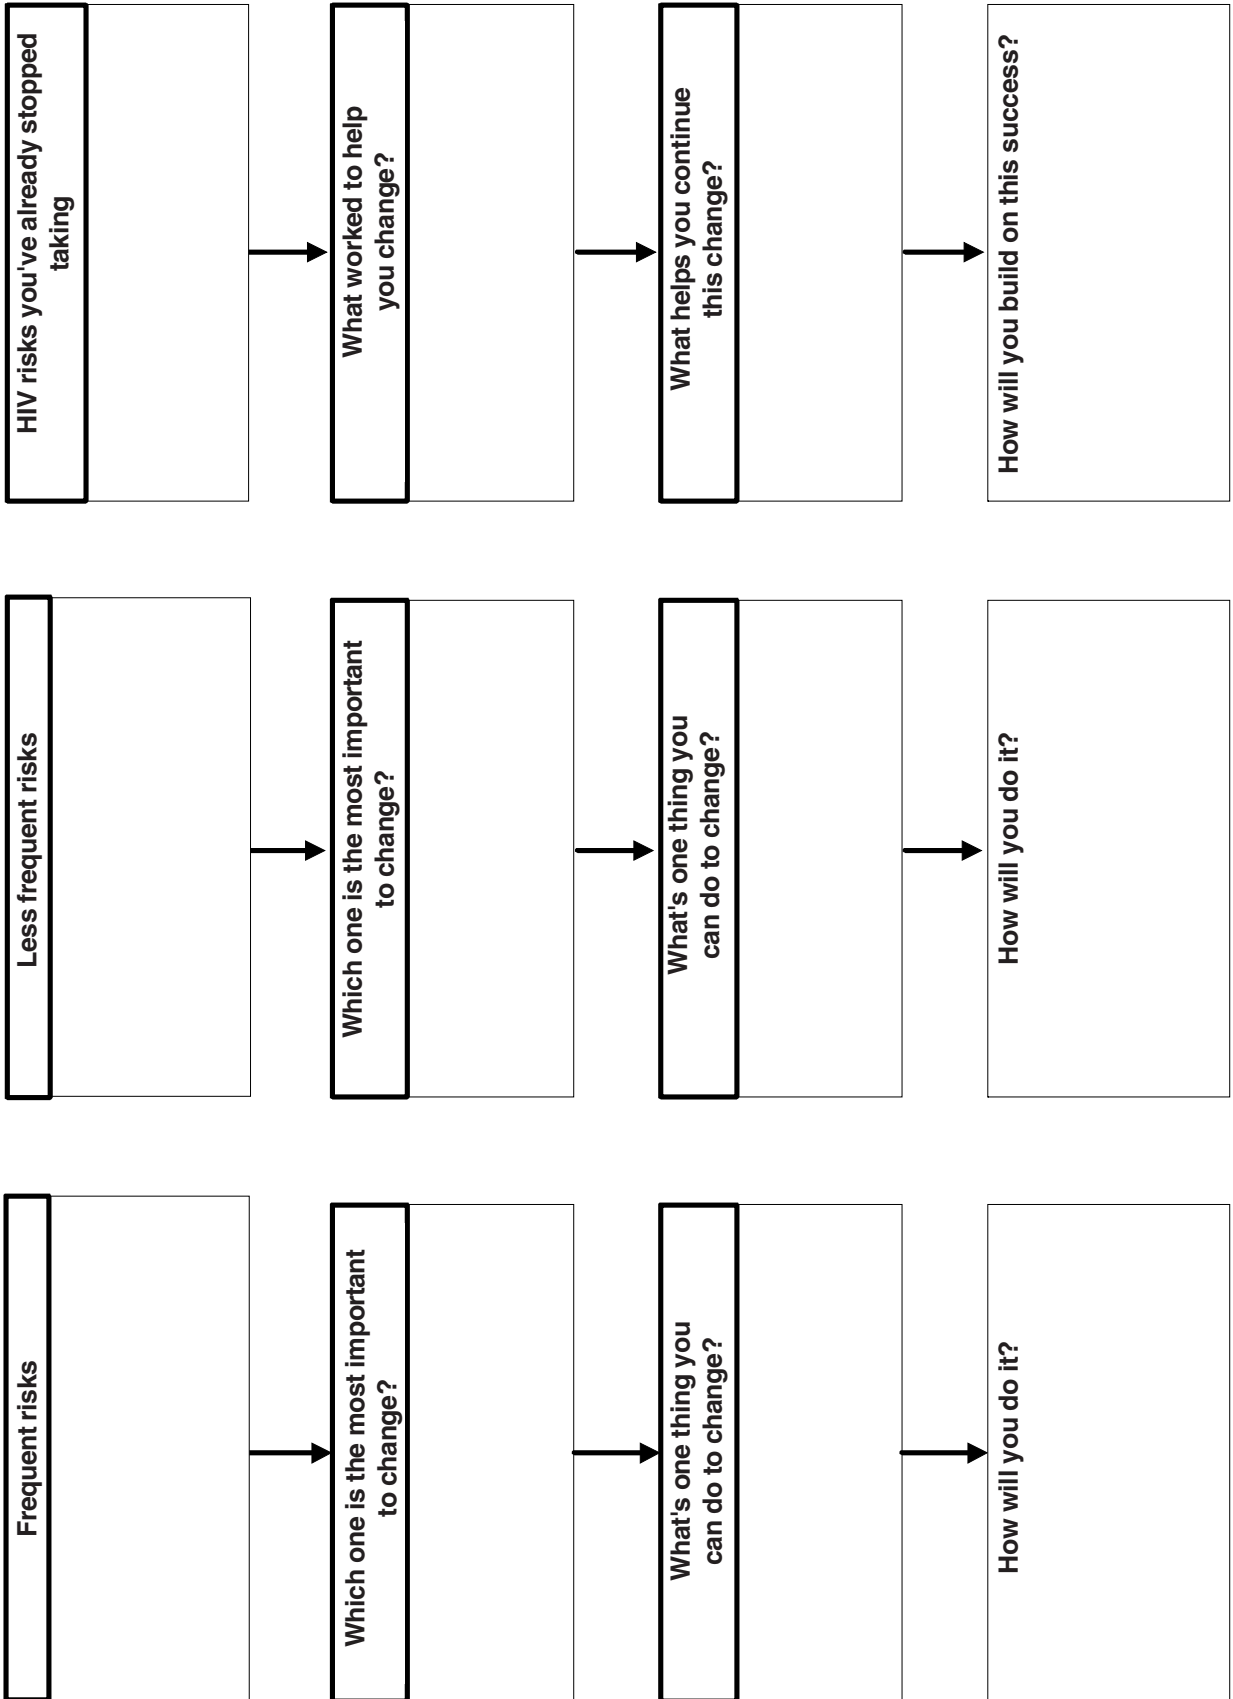 Frequent risks
Which one is the most important
to change?
What's one thing you
can do to change?
How will you do it?
Less frequent risks
Which one is the most important
to change?
What's one thing you
can do to change?
How will you do it?
HIV risks you've already stopped
taking
What worked to help
you change?
What helps you continue
this change?
How will you build on this success?